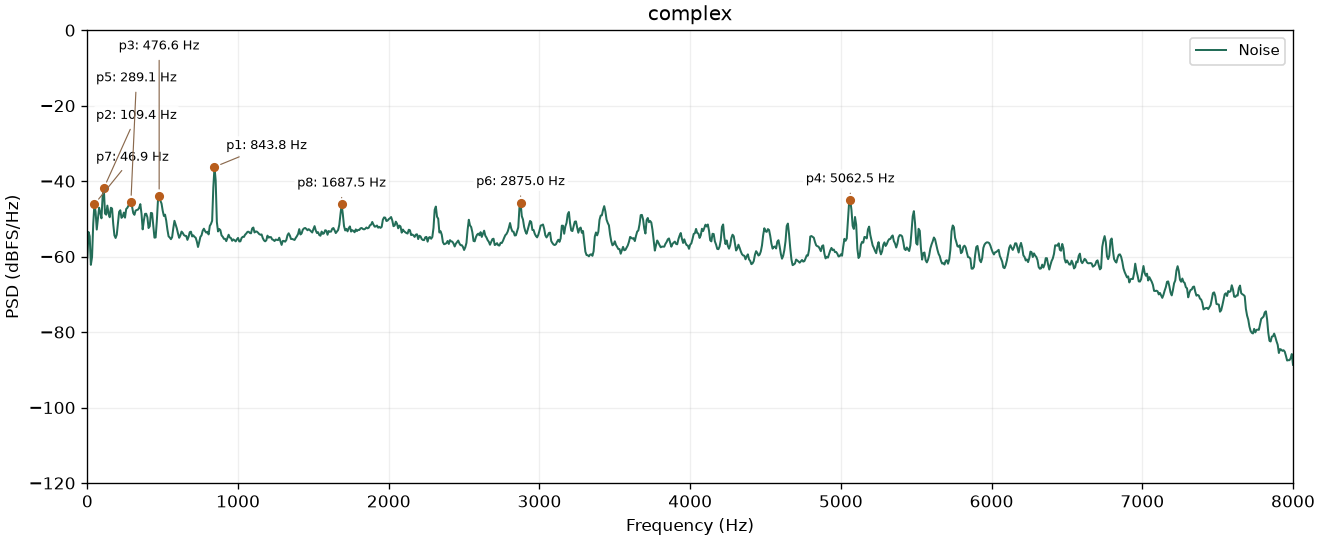 complex
p3: 476.6 Hz
p5: 289.1 Hz
p2: 109.4 Hz
p7: 46.9 Hz
p1: 843.8 Hz
p8: 1687.5 Hz
p6: 2875.0 Hz
p4: 5062.5 Hz
Noise
PSD (dBFS/Hz)
0
−20
−40
−60
−80
−100
−120
0 1000 2000 3000 4000 5000 6000 7000 8000
Frequency (Hz)